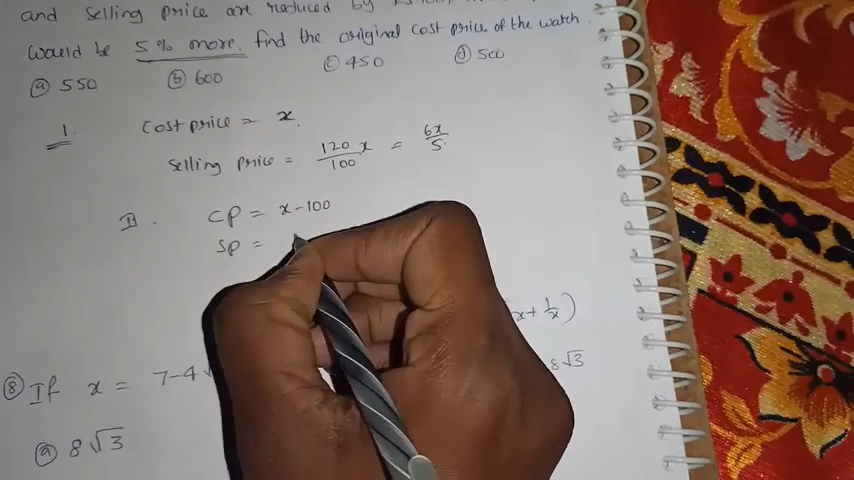 and selling price are reduced by
would be 5% more. find the original cost price of the watch
ⓐ 550 ⓑ 600 ⓒ 450 ⓓ 500
1. Cost price = x.
selling price = 120/100 x = 6x/5
II. CP = x-100
SP =
x + 1/x)
⑧ If x = 7-4√
8√3
ⓐ 8√3